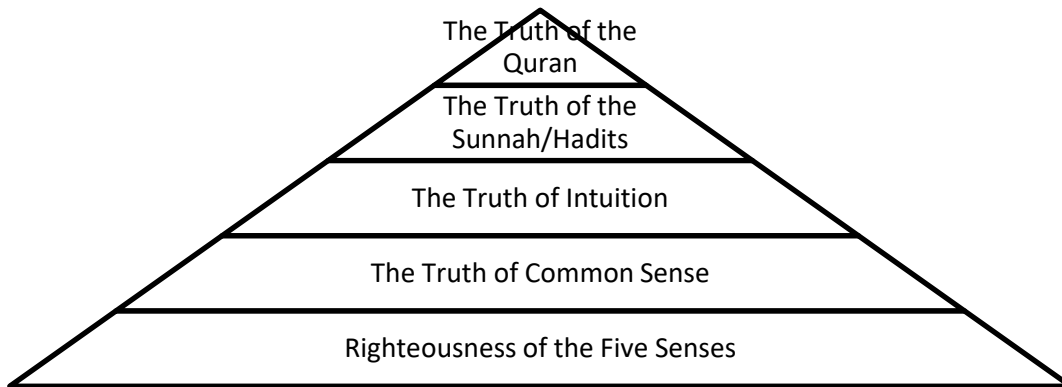 The Truth of the
Quran
The Truth of the
Sunnah/Hadits
The Truth of Intuition
The Truth of Common Sense
Righteousness of the Five Senses